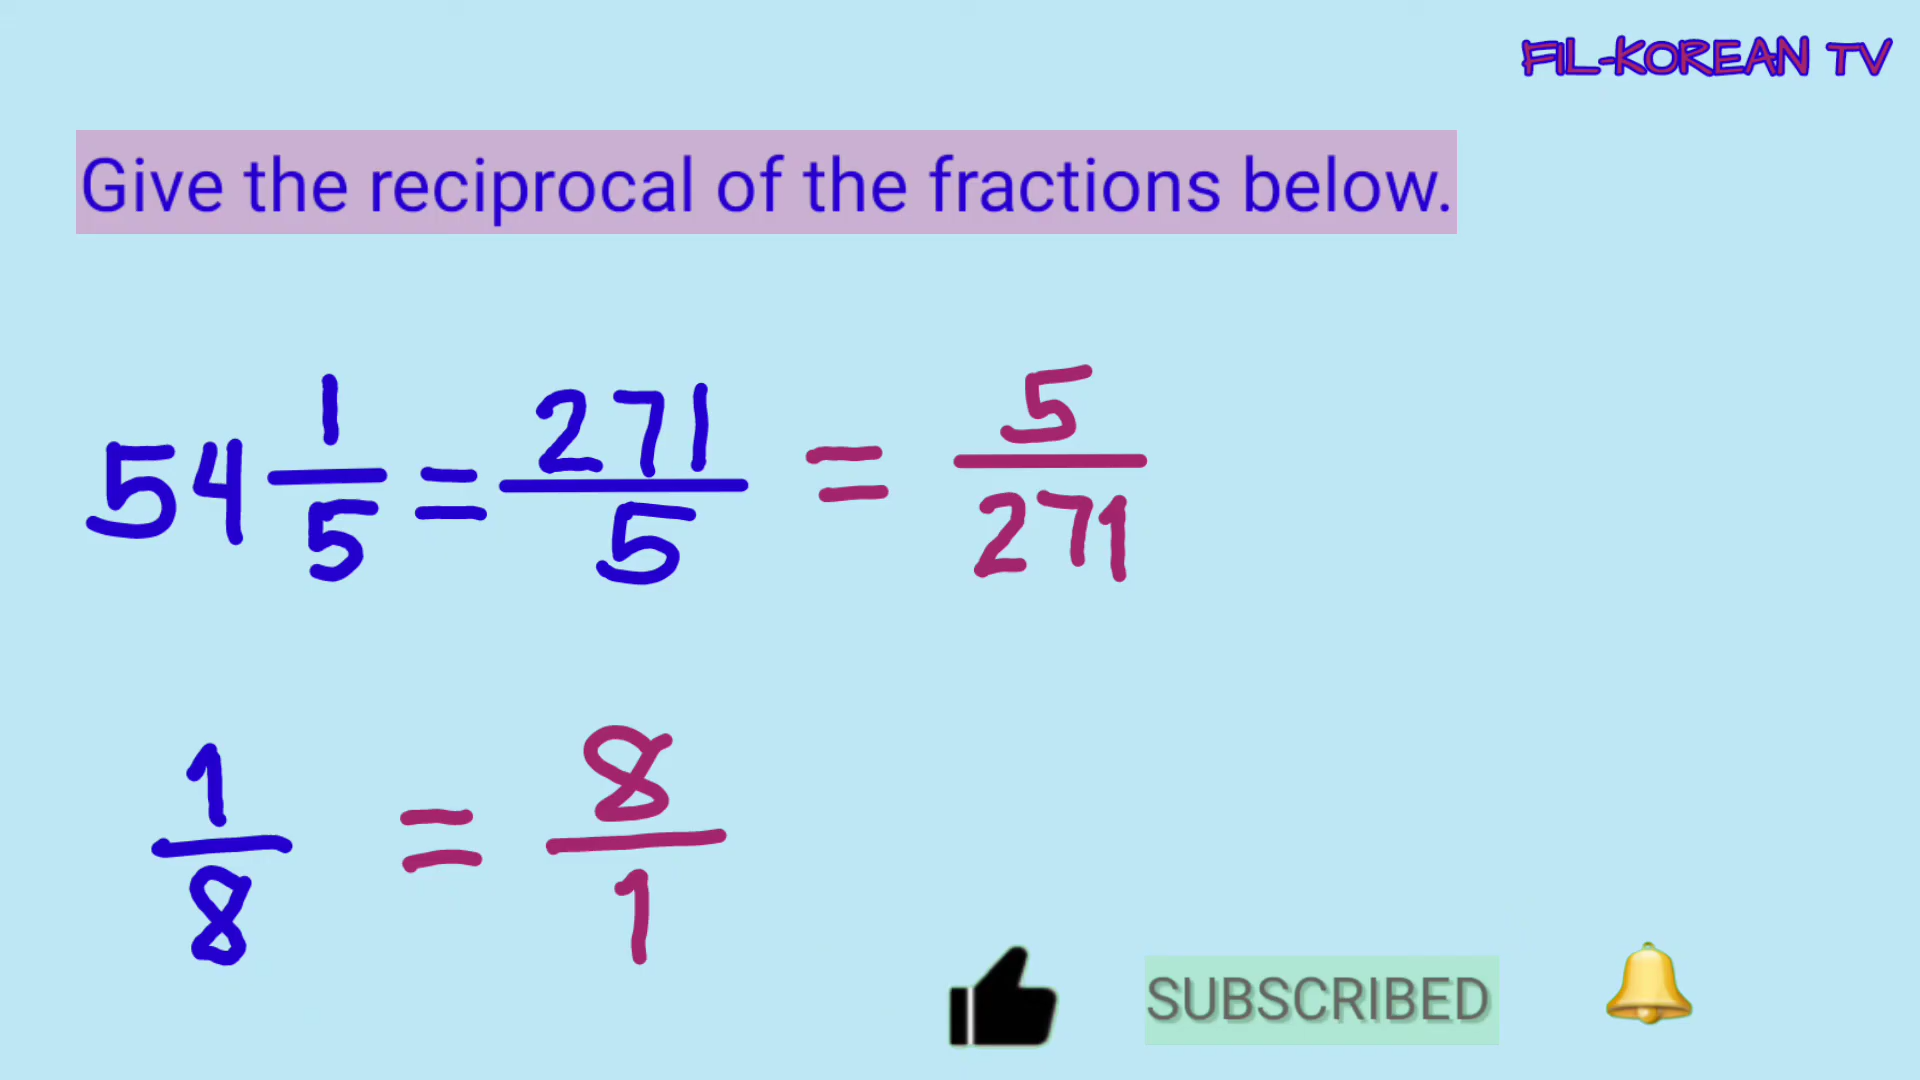 FIL-KOREAN TV
Give the reciprocal of the fractions below.
54 1/5 = 271/5 = 5/271
1/8 = 8/1
SUBSCRIBED